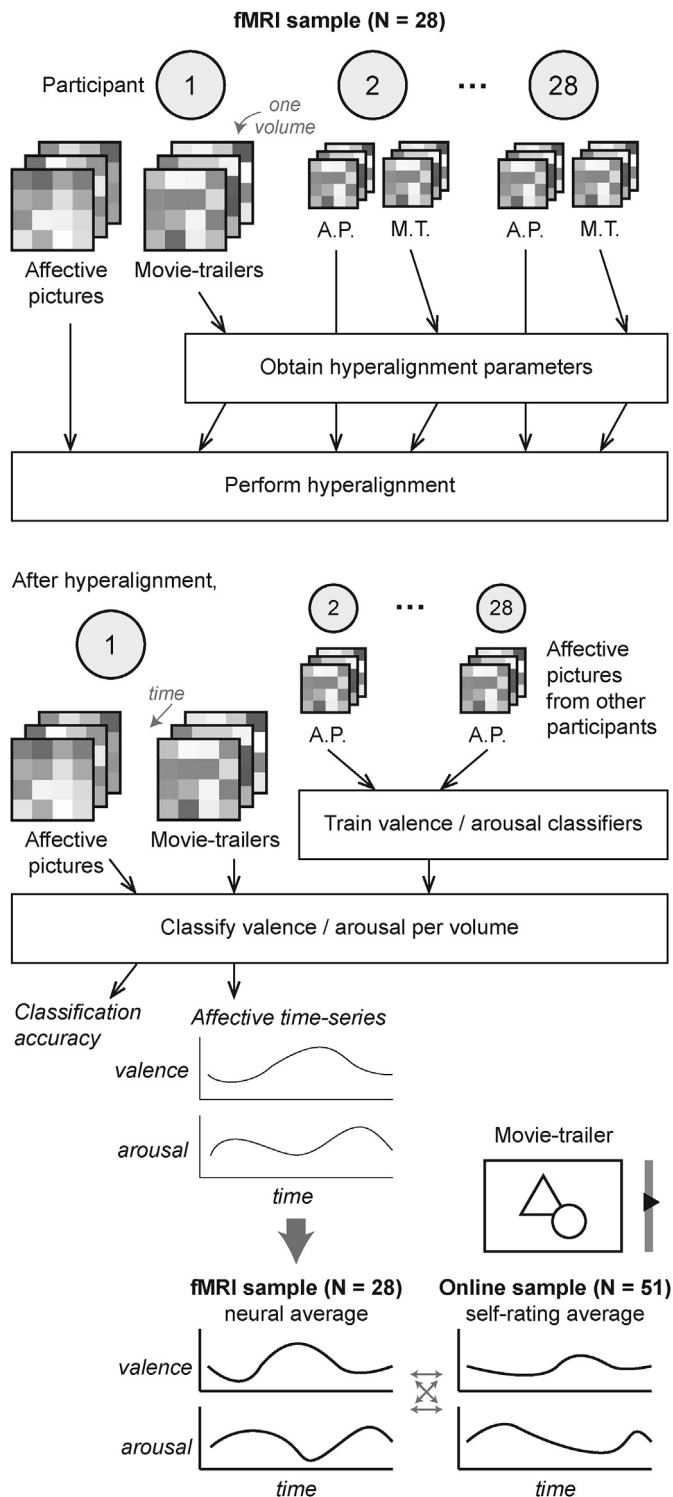 fMRI sample (N = 28)
Participant 1 2 ... 28
one
volume
A.P. M.T. A.P. M.T.
Affective
pictures
Movie-trailers
Obtain hyperalignment parameters
Perform hyperalignment
After hyperalignment,
1
2 ... 28
time
Affective
pictures
from other
participants
A.P. A.P.
Train valence / arousal classifiers
Affective
pictures
Movie-trailers
Classify valence / arousal per volume
Classification
accuracy
Affective time-series
valence
arousal
time
Movie-trailer
fMRI sample (N = 28)
neural average
Online sample (N = 51)
self-rating average
valence
arousal
time
time